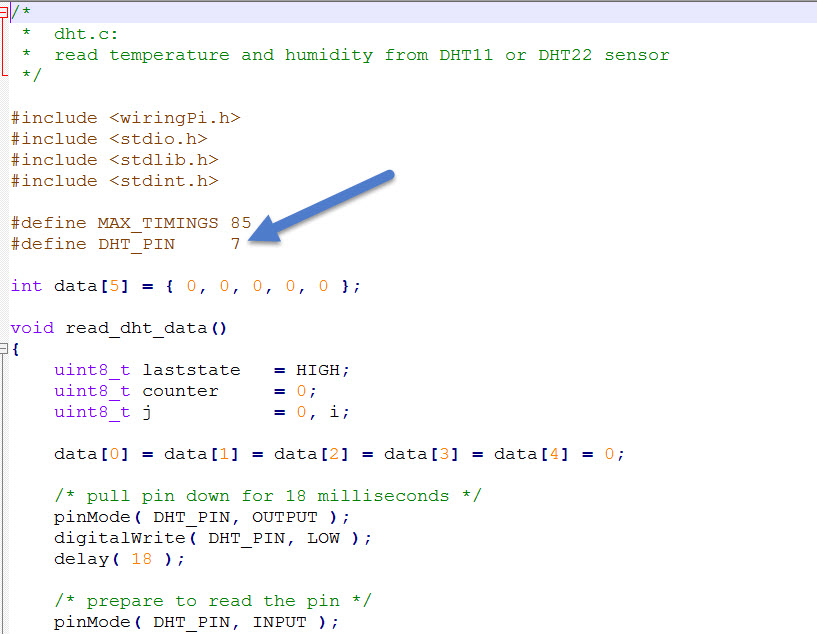 /*
 *  dht.c:
 *  read temperature and humidity from DHT11 or DHT22 sensor
 */
#include <wiringPi.h>
#include <stdio.h>
#include <stdlib.h>
#include <stdint.h>
#define MAX_TIMINGS 85
#define DHT_PIN     7
int data[5] = { 0, 0, 0, 0, 0 };
void read_dht_data()
{
    uint8_t laststate   = HIGH;
    uint8_t counter     = 0;
    uint8_t j           = 0, i;
    data[0] = data[1] = data[2] = data[3] = data[4] = 0;
    /* pull pin down for 18 milliseconds */
    pinMode( DHT_PIN, OUTPUT );
    digitalWrite( DHT_PIN, LOW );
    delay( 18 );
    /* prepare to read the pin */
    pinMode( DHT_PIN, INPUT );